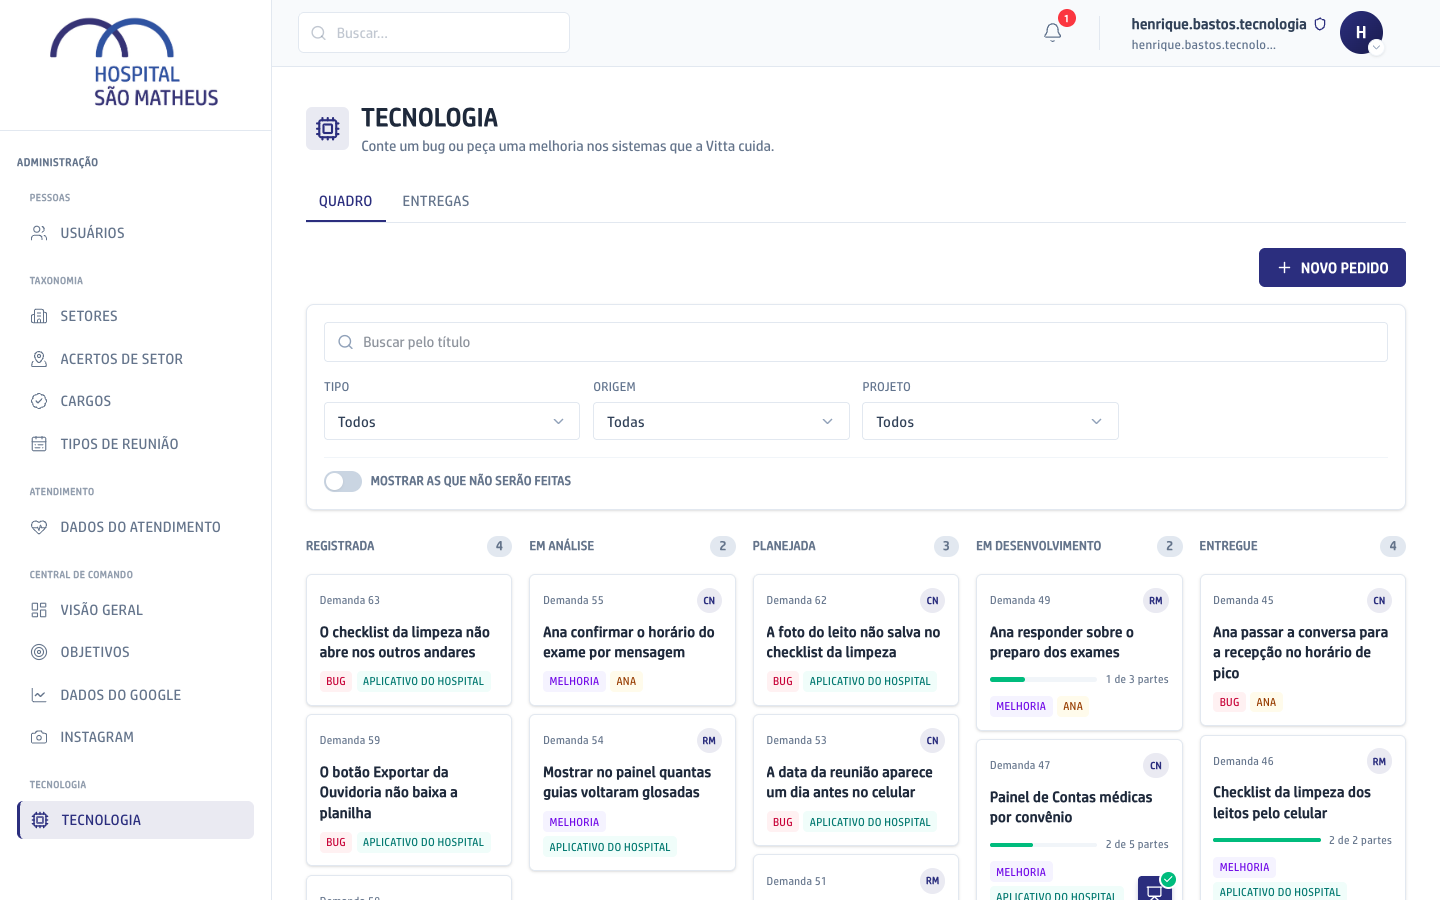 HOSPITAL
SÃO MATHEUS
Buscar...
1
henrique.bastos.tecnologia
henrique.bastos.tecnolo...
H
ADMINISTRAÇÃO
PESSOAS
USUÁRIOS
TAXONOMIA
SETORES
ACERTOS DE SETOR
CARGOS
TIPOS DE REUNIÃO
ATENDIMENTO
DADOS DO ATENDIMENTO
CENTRAL DE COMANDO
VISÃO GERAL
OBJETIVOS
DADOS DO GOOGLE
INSTAGRAM
TECNOLOGIA
TECNOLOGIA
TECNOLOGIA
Conte um bug ou peça uma melhoria nos sistemas que a Vitta cuida.
QUADRO
ENTREGAS
NOVO PEDIDO
Buscar pelo título
TIPO
Todos
ORIGEM
Todas
PROJETO
Todos
MOSTRAR AS QUE NÃO SERÃO FEITAS
REGISTRADA 4
Demanda 63
O checklist da limpeza não
abre nos outros andares
BUG APLICATIVO DO HOSPITAL
Demanda 59
O botão Exportar da
Ouvidoria não baixa a
planilha
BUG APLICATIVO DO HOSPITAL
EM ANÁLISE 2
Demanda 55 CN
Ana confirmar o horário do
exame por mensagem
MELHORIA ANA
Demanda 54 RM
Mostrar no painel quantas
guias voltaram glosadas
MELHORIA
APLICATIVO DO HOSPITAL
PLANEJADA 3
Demanda 62 CN
A foto do leito não salva no
checklist da limpeza
BUG APLICATIVO DO HOSPITAL
Demanda 53 CN
A data da reunião aparece
um dia antes no celular
BUG APLICATIVO DO HOSPITAL
Demanda 51 RM
EM DESENVOLVIMENTO 2
Demanda 49 RM
Ana responder sobre o
preparo dos exames
1 de 3 partes
MELHORIA ANA
Demanda 47 CN
Painel de Contas médicas
por convênio
2 de 5 partes
MELHORIA
APLICATIVO DO HOSPITAL
ENTREGUE 4
Demanda 45 CN
Ana passar a conversa para
a recepção no horário de
pico
BUG ANA
Demanda 46 RM
Checklist da limpeza dos
leitos pelo celular
2 de 2 partes
MELHORIA
APLICATIVO DO HOSPITAL